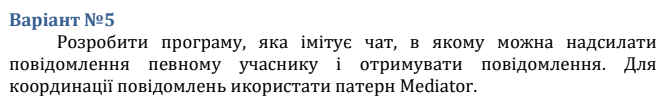 Варіант №5
Розробити програму, яка імітує чат, в якому можна надсилати
повідомлення певному учаснику і отримувати повідомлення. Для
координації повідомлень икористати патерн Mediator.